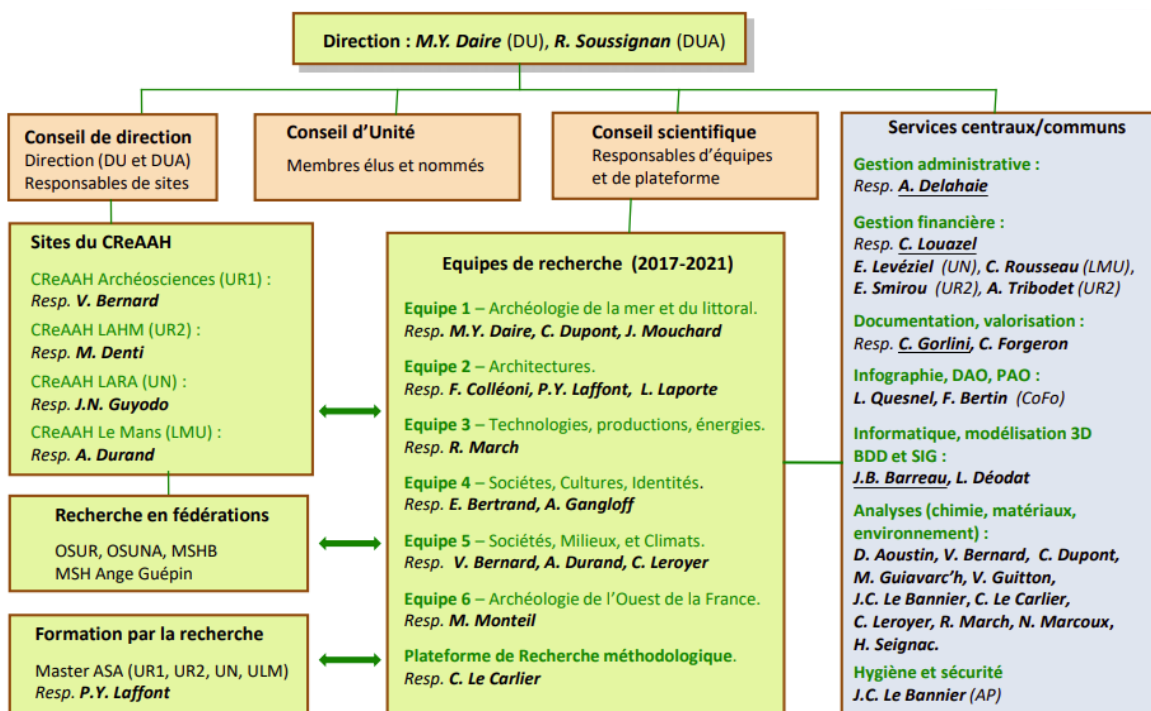 Direction : M.Y. Daire (DU), R. Soussignan (DUA)
Conseil de direction
Direction (DU et DUA)
Responsables de sites
Conseil d’Unité
Membres élus et nommés
Conseil scientifique
Responsables d’équipes
et de plateforme
Sites du CReAAH
CReAAH Archéosciences (UR1) :
Resp. V. Bernard
CReAAH LAHM (UR2) :
Resp. M. Denti
CReAAH LARA (UN) :
Resp. J.N. Guyodo
CReAAH Le Mans (LMU) :
Resp. A. Durand
Recherche en fédérations
OSUR, OSUNA, MSHB
MSH Ange Guépin
Formation par la recherche
Master ASA (UR1, UR2, UN, ULM)
Resp. P.Y. Laffont
Equipes de recherche (2017-2021)
Equipe 1 – Archéologie de la mer et du littoral.
Resp. M.Y. Daire, C. Dupont, J. Mouchard
Equipe 2 – Architectures.
Resp. F. Colléoni, P.Y. Laffont, L. Laporte
Equipe 3 – Technologies, productions, énergies.
Resp. R. March
Equipe 4 – Sociétes, Cultures, Identités.
Resp. E. Bertrand, A. Gangloff
Equipe 5 – Sociétés, Milieux, et Climats.
Resp. V. Bernard, A. Durand, C. Leroyer
Equipe 6 – Archéologie de l’Ouest de la France.
Resp. M. Monteil
Plateforme de Recherche méthodologique.
Resp. C. Le Carlier
Services centraux/communs
Gestion administrative :
Resp. A. Delahaie
Gestion financière :
Resp. C. Louazel
E. Levéziel (UN), C. Rousseau (LMU),
E. Smirou (UR2), A. Tribodet (UR2)
Documentation, valorisation :
Resp. C. Gorlini, C. Forgeron
Infographie, DAO, PAO :
L. Quesnel, F. Bertin (CoFo)
Informatique, modélisation 3D
BDD et SIG :
J.B. Barreau, L. Déodat
Analyses (chimie, matériaux,
environnement) :
D. Aoustin, V. Bernard, C. Dupont,
M. Guiavarc’h, V. Guitton,
J.C. Le Bannier, C. Le Carlier,
C. Leroyer, R. March, N. Marcoux,
H. Seignac.
Hygiène et sécurité
J.C. Le Bannier (AP)